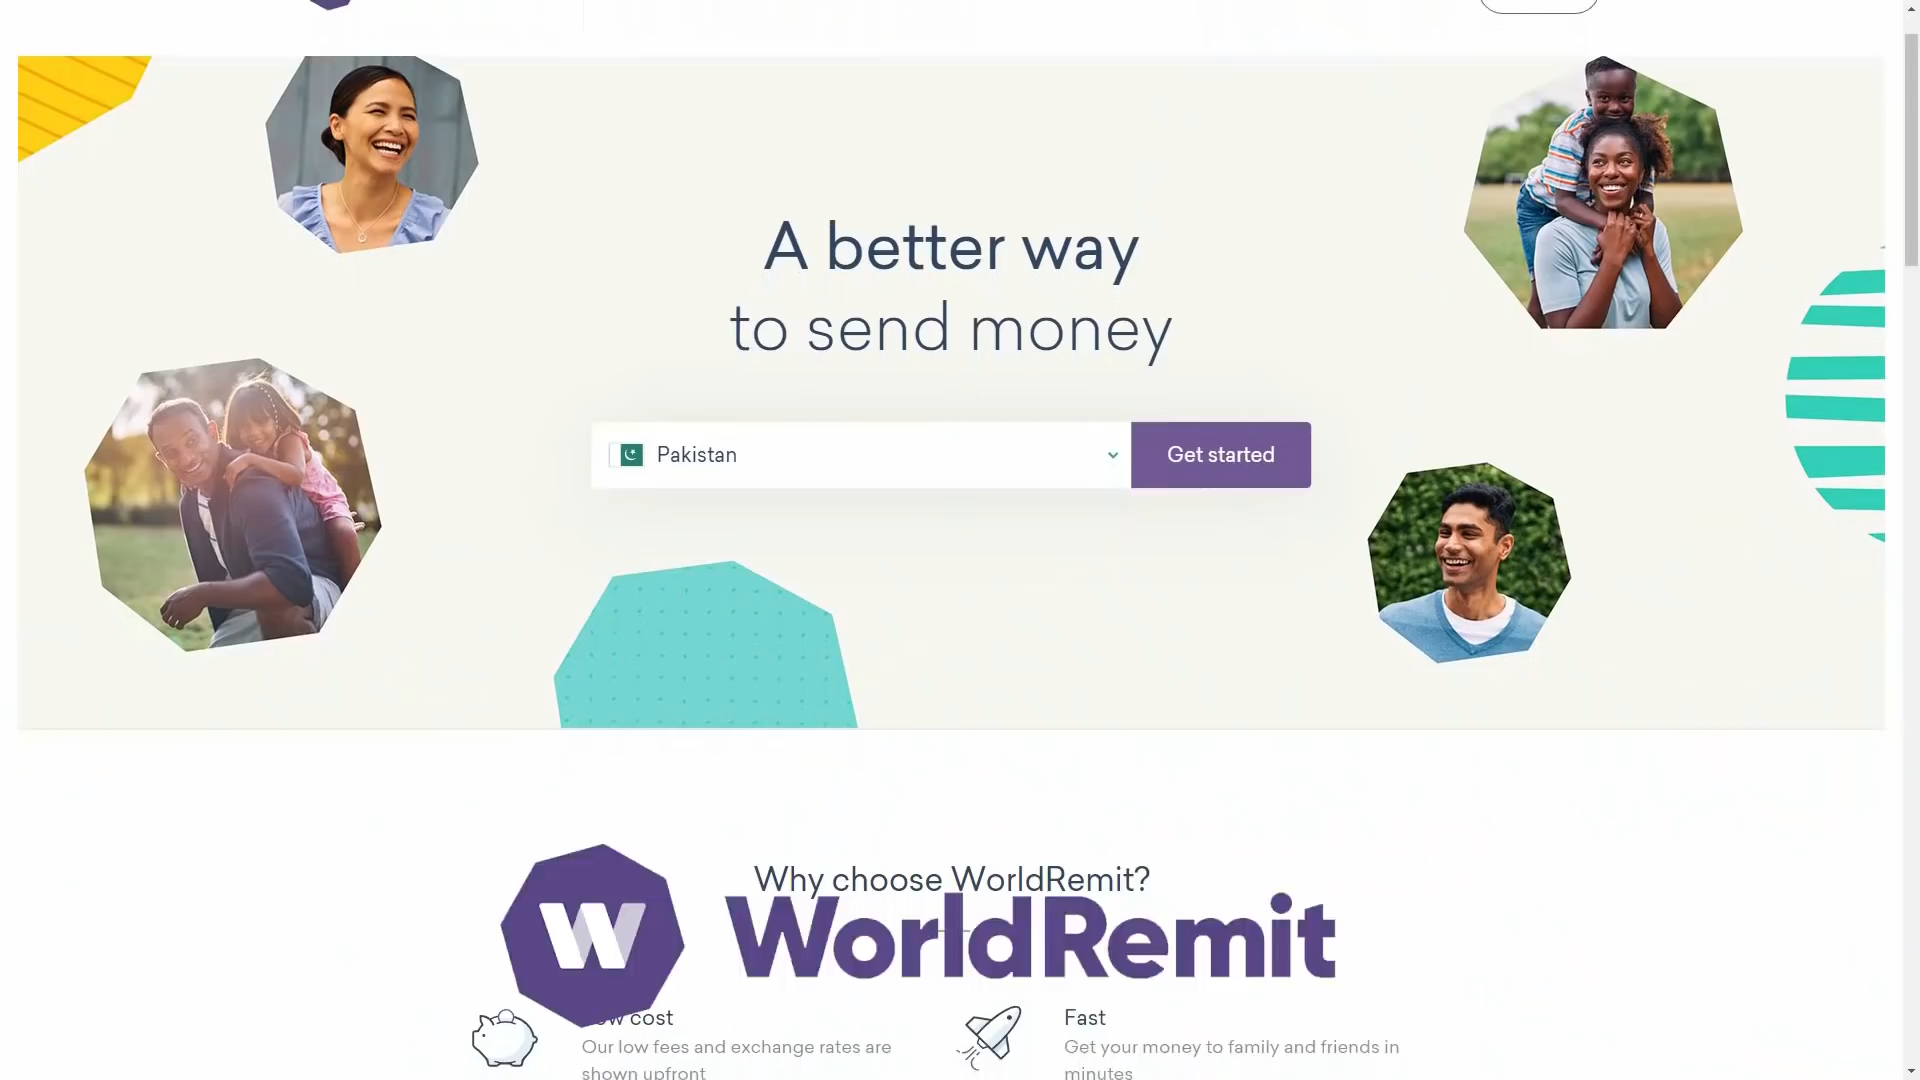 A better way
to send money
Pakistan
Get started
Why choose WorldRemit?
W WorldRemit
cost
Our low fees and exchange rates are
shown upfront
Fast
Get your money to family and friends in
minutes